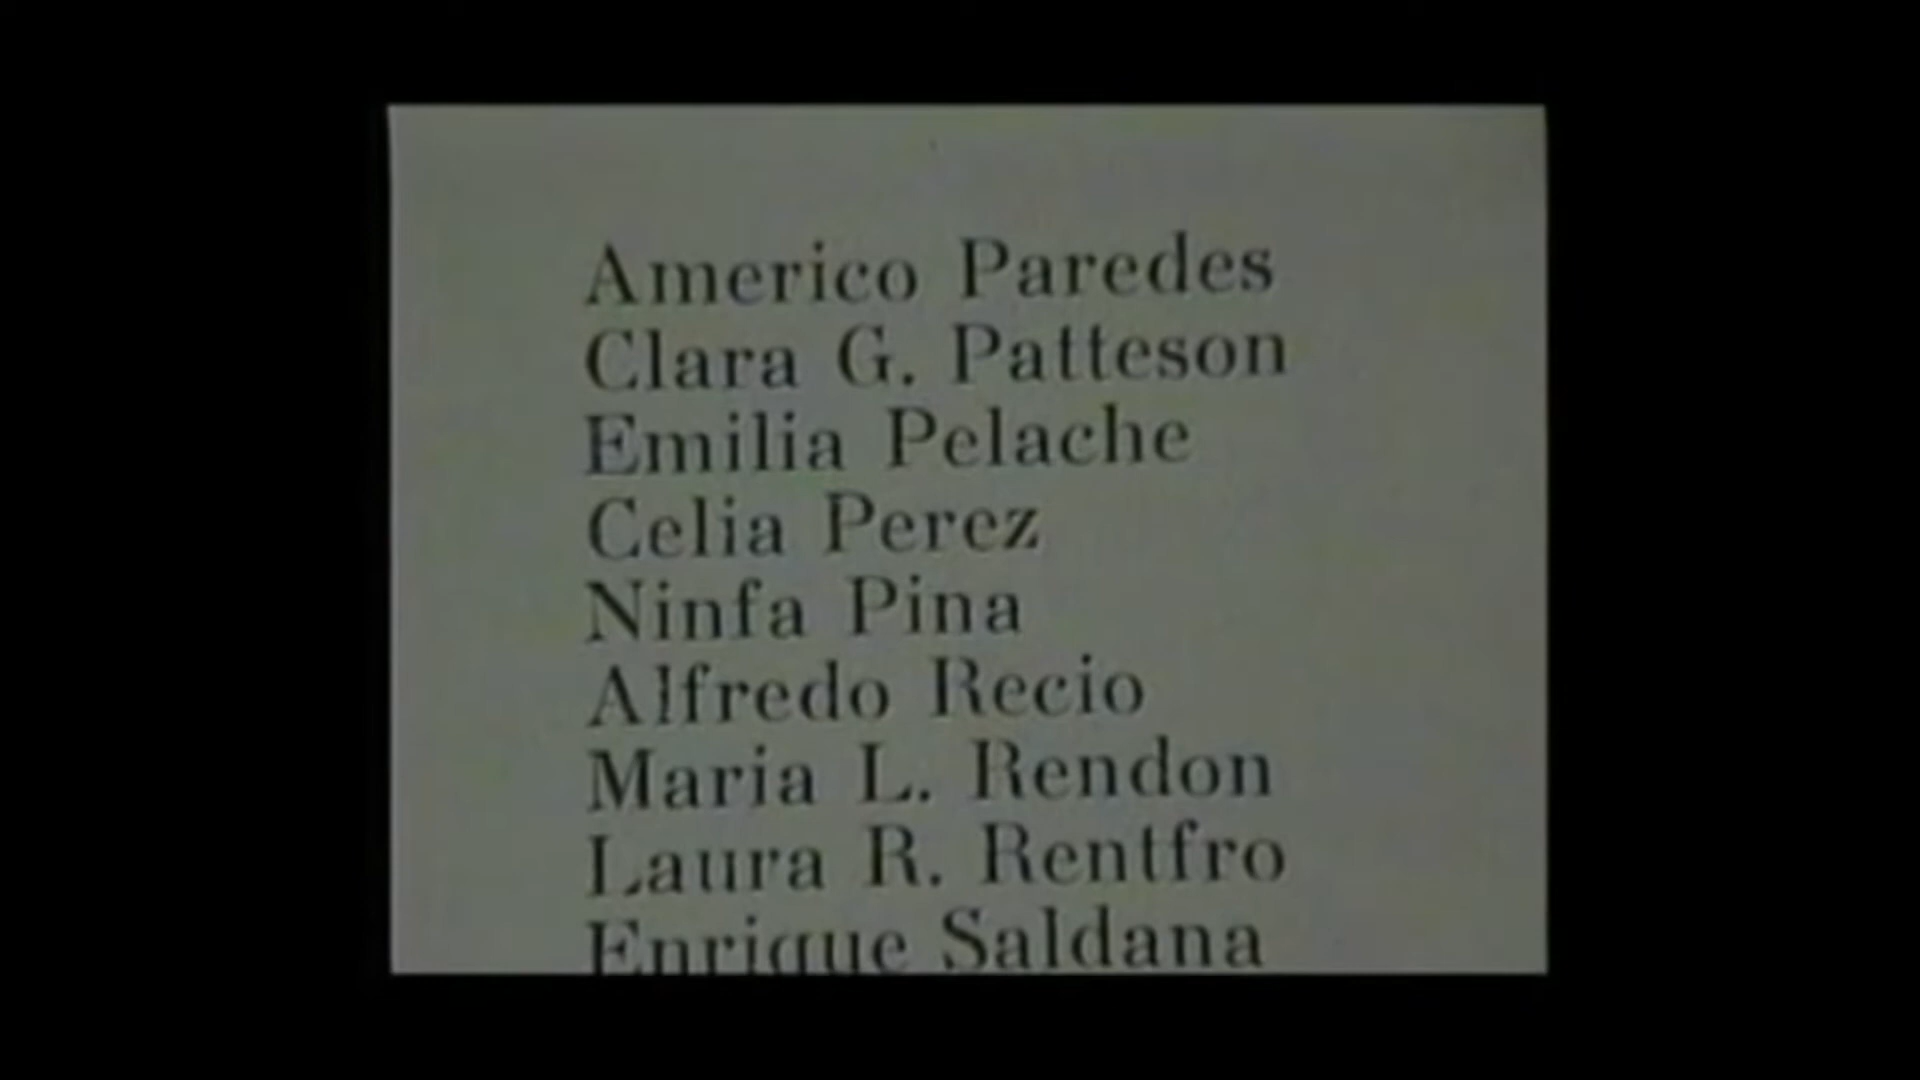 Americo Paredes
Clara G. Patteson
Emilia Pelache
Celia Perez
Ninfa Pina
Alfredo Recio
Maria L. Rendon
Laura R. Rentfro
Enrique Saldana